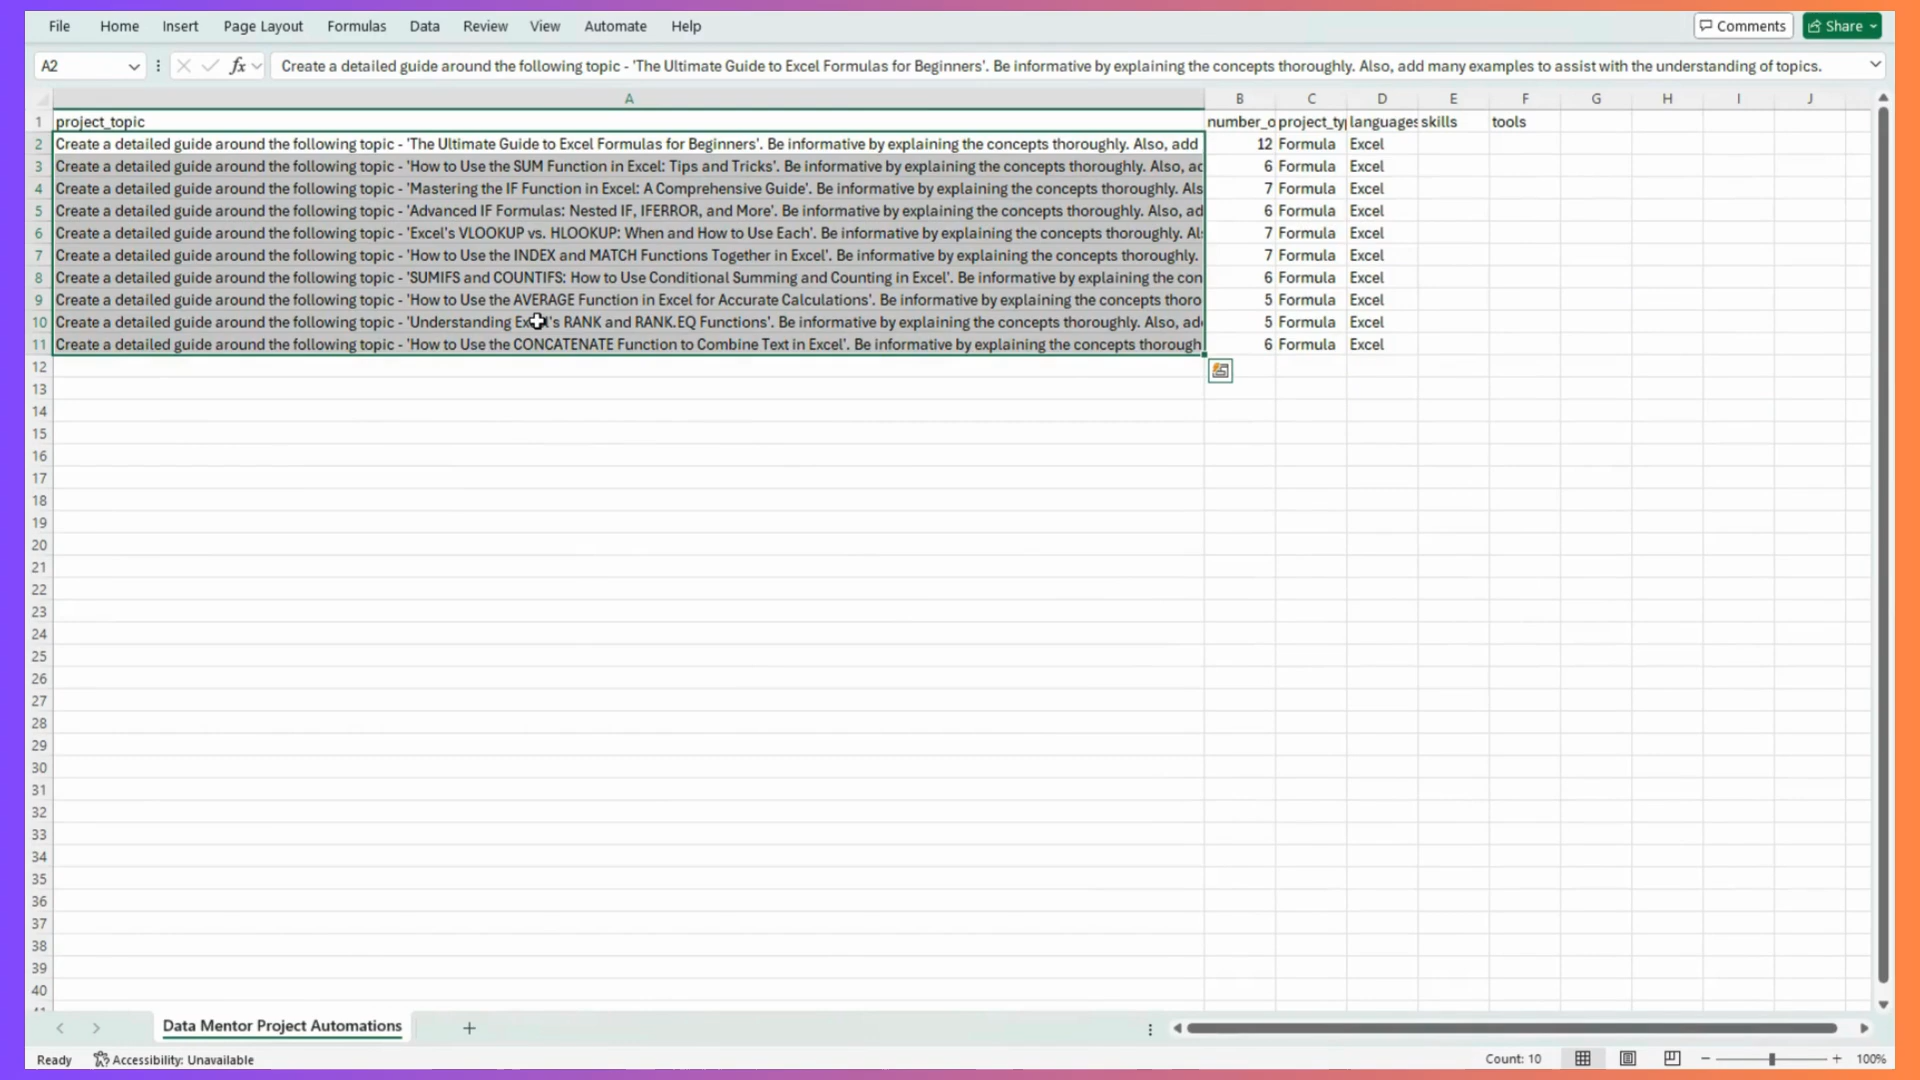 File Home Insert Page Layout Formulas Data Review View Automate Help Comments Share
A2 fx Create a detailed guide around the following topic - 'The Ultimate Guide to Excel Formulas for Beginners'. Be informative by explaining the concepts thoroughly. Also, add many examples to assist with the understanding of topics.
A B C D E F G H I J
1 project_topic number_o project_ty languages skills tools
2 Create a detailed guide around the following topic - 'The Ultimate Guide to Excel Formulas for Beginners'. Be informative by explaining the concepts thoroughly. Also, add 12 Formula Excel
3 Create a detailed guide around the following topic - 'How to Use the SUM Function in Excel: Tips and Tricks'. Be informative by explaining the concepts thoroughly. Also, ac 6 Formula Excel
4 Create a detailed guide around the following topic - 'Mastering the IF Function in Excel: A Comprehensive Guide'. Be informative by explaining the concepts thoroughly. Als 7 Formula Excel
5 Create a detailed guide around the following topic - 'Advanced IF Formulas: Nested IF, IFERROR, and More'. Be informative by explaining the concepts thoroughly. Also, ad 6 Formula Excel
6 Create a detailed guide around the following topic - 'Excel's VLOOKUP vs. HLOOKUP: When and How to Use Each'. Be informative by explaining the concepts thoroughly. Al 7 Formula Excel
7 Create a detailed guide around the following topic - 'How to Use the INDEX and MATCH Functions Together in Excel'. Be informative by explaining the concepts thoroughly. 7 Formula Excel
8 Create a detailed guide around the following topic - 'SUMIFS and COUNTIFS: How to Use Conditional Summing and Counting in Excel'. Be informative by explaining the con 6 Formula Excel
9 Create a detailed guide around the following topic - 'How to Use the AVERAGE Function in Excel for Accurate Calculations'. Be informative by explaining the concepts thoro 5 Formula Excel
10 Create a detailed guide around the following topic - 'Understanding Excel's RANK and RANK.EQ Functions'. Be informative by explaining the concepts thoroughly. Also, ad 5 Formula Excel
11 Create a detailed guide around the following topic - 'How to Use the CONCATENATE Function to Combine Text in Excel'. Be informative by explaining the concepts thorough 6 Formula Excel
12
13
14
15
16
17
18
19
20
21
22
23
24
25
26
27
28
29
30
31
32
33
34
35
36
37
38
39
40
Data Mentor Project Automations
Ready Accessibility: Unavailable Count: 10 100%